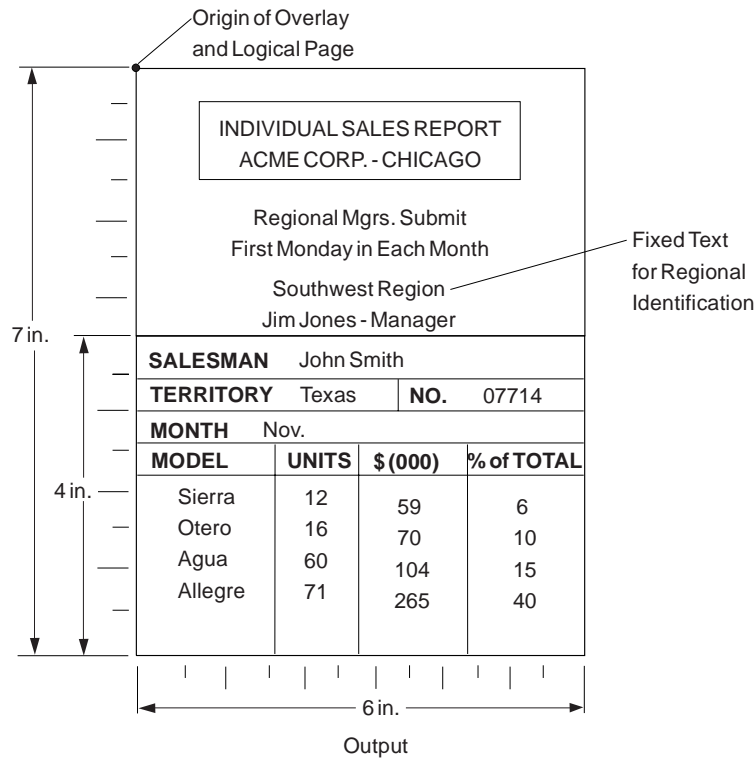 Origin of Overlay
and Logical Page
INDIVIDUAL SALES REPORT
ACME CORP. - CHICAGO
Regional Mgrs. Submit
First Monday in Each Month
Southwest Region
Jim Jones - Manager
Fixed Text
for Regional
Identification
7 in.
SALESMAN John Smith
TERRITORY Texas NO. 07714
MONTH Nov.
MODEL UNITS $ (000) % of TOTAL
4 in.
Sierra 12 59 6
Otero 16 70 10
Agua 60 104 15
Allegre 71 265 40
6 in.
Output